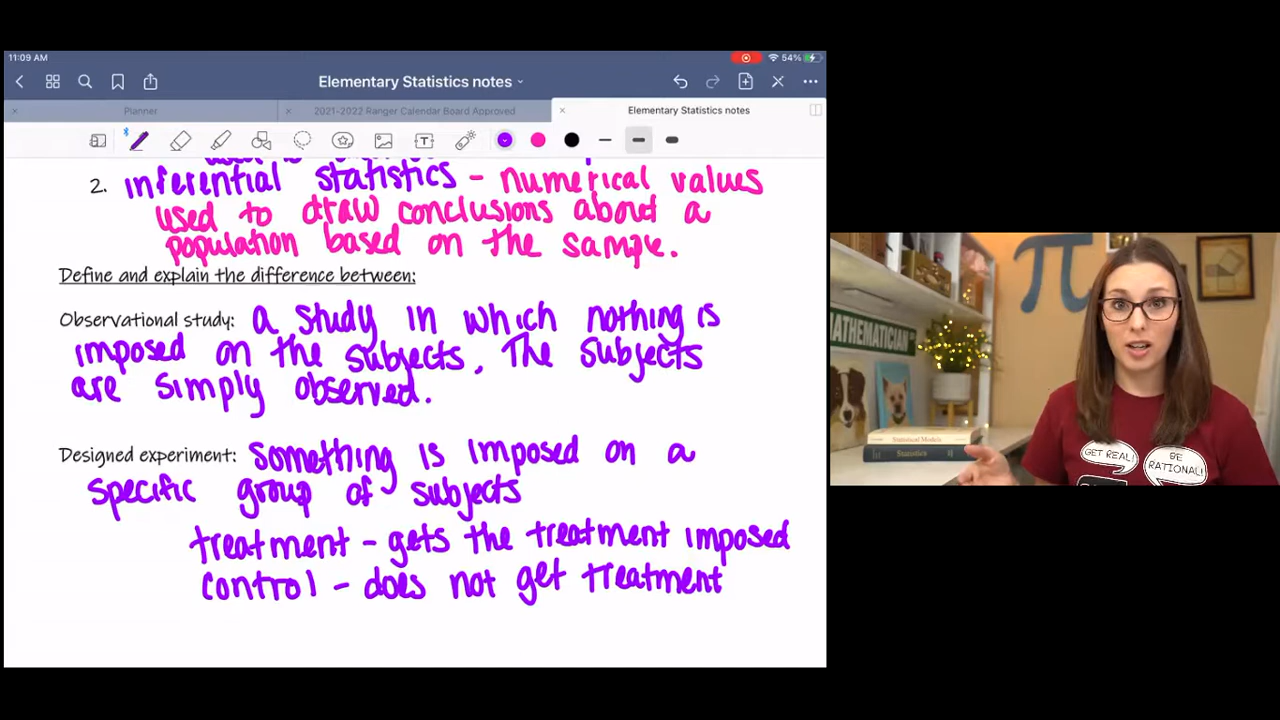 11:09 AM
54%
Elementary Statistics notes
Planner
2021-2022 Ranger Calendar Board Approved
Elementary Statistics notes
2. inferential statistics - numerical values
used to draw conclusions about a
population based on the sample.
Define and explain the difference between:
Observational study: a study in which nothing is
imposed on the subjects, The subjects
are simply observed.
Designed experiment: something is imposed on a
specific group of subjects
treatment - gets the treatment imposed
control - does not get treatment
MATHEMATICIAN
Statistical Models
Statistics
GET REAL!
BE
RATIONAL!